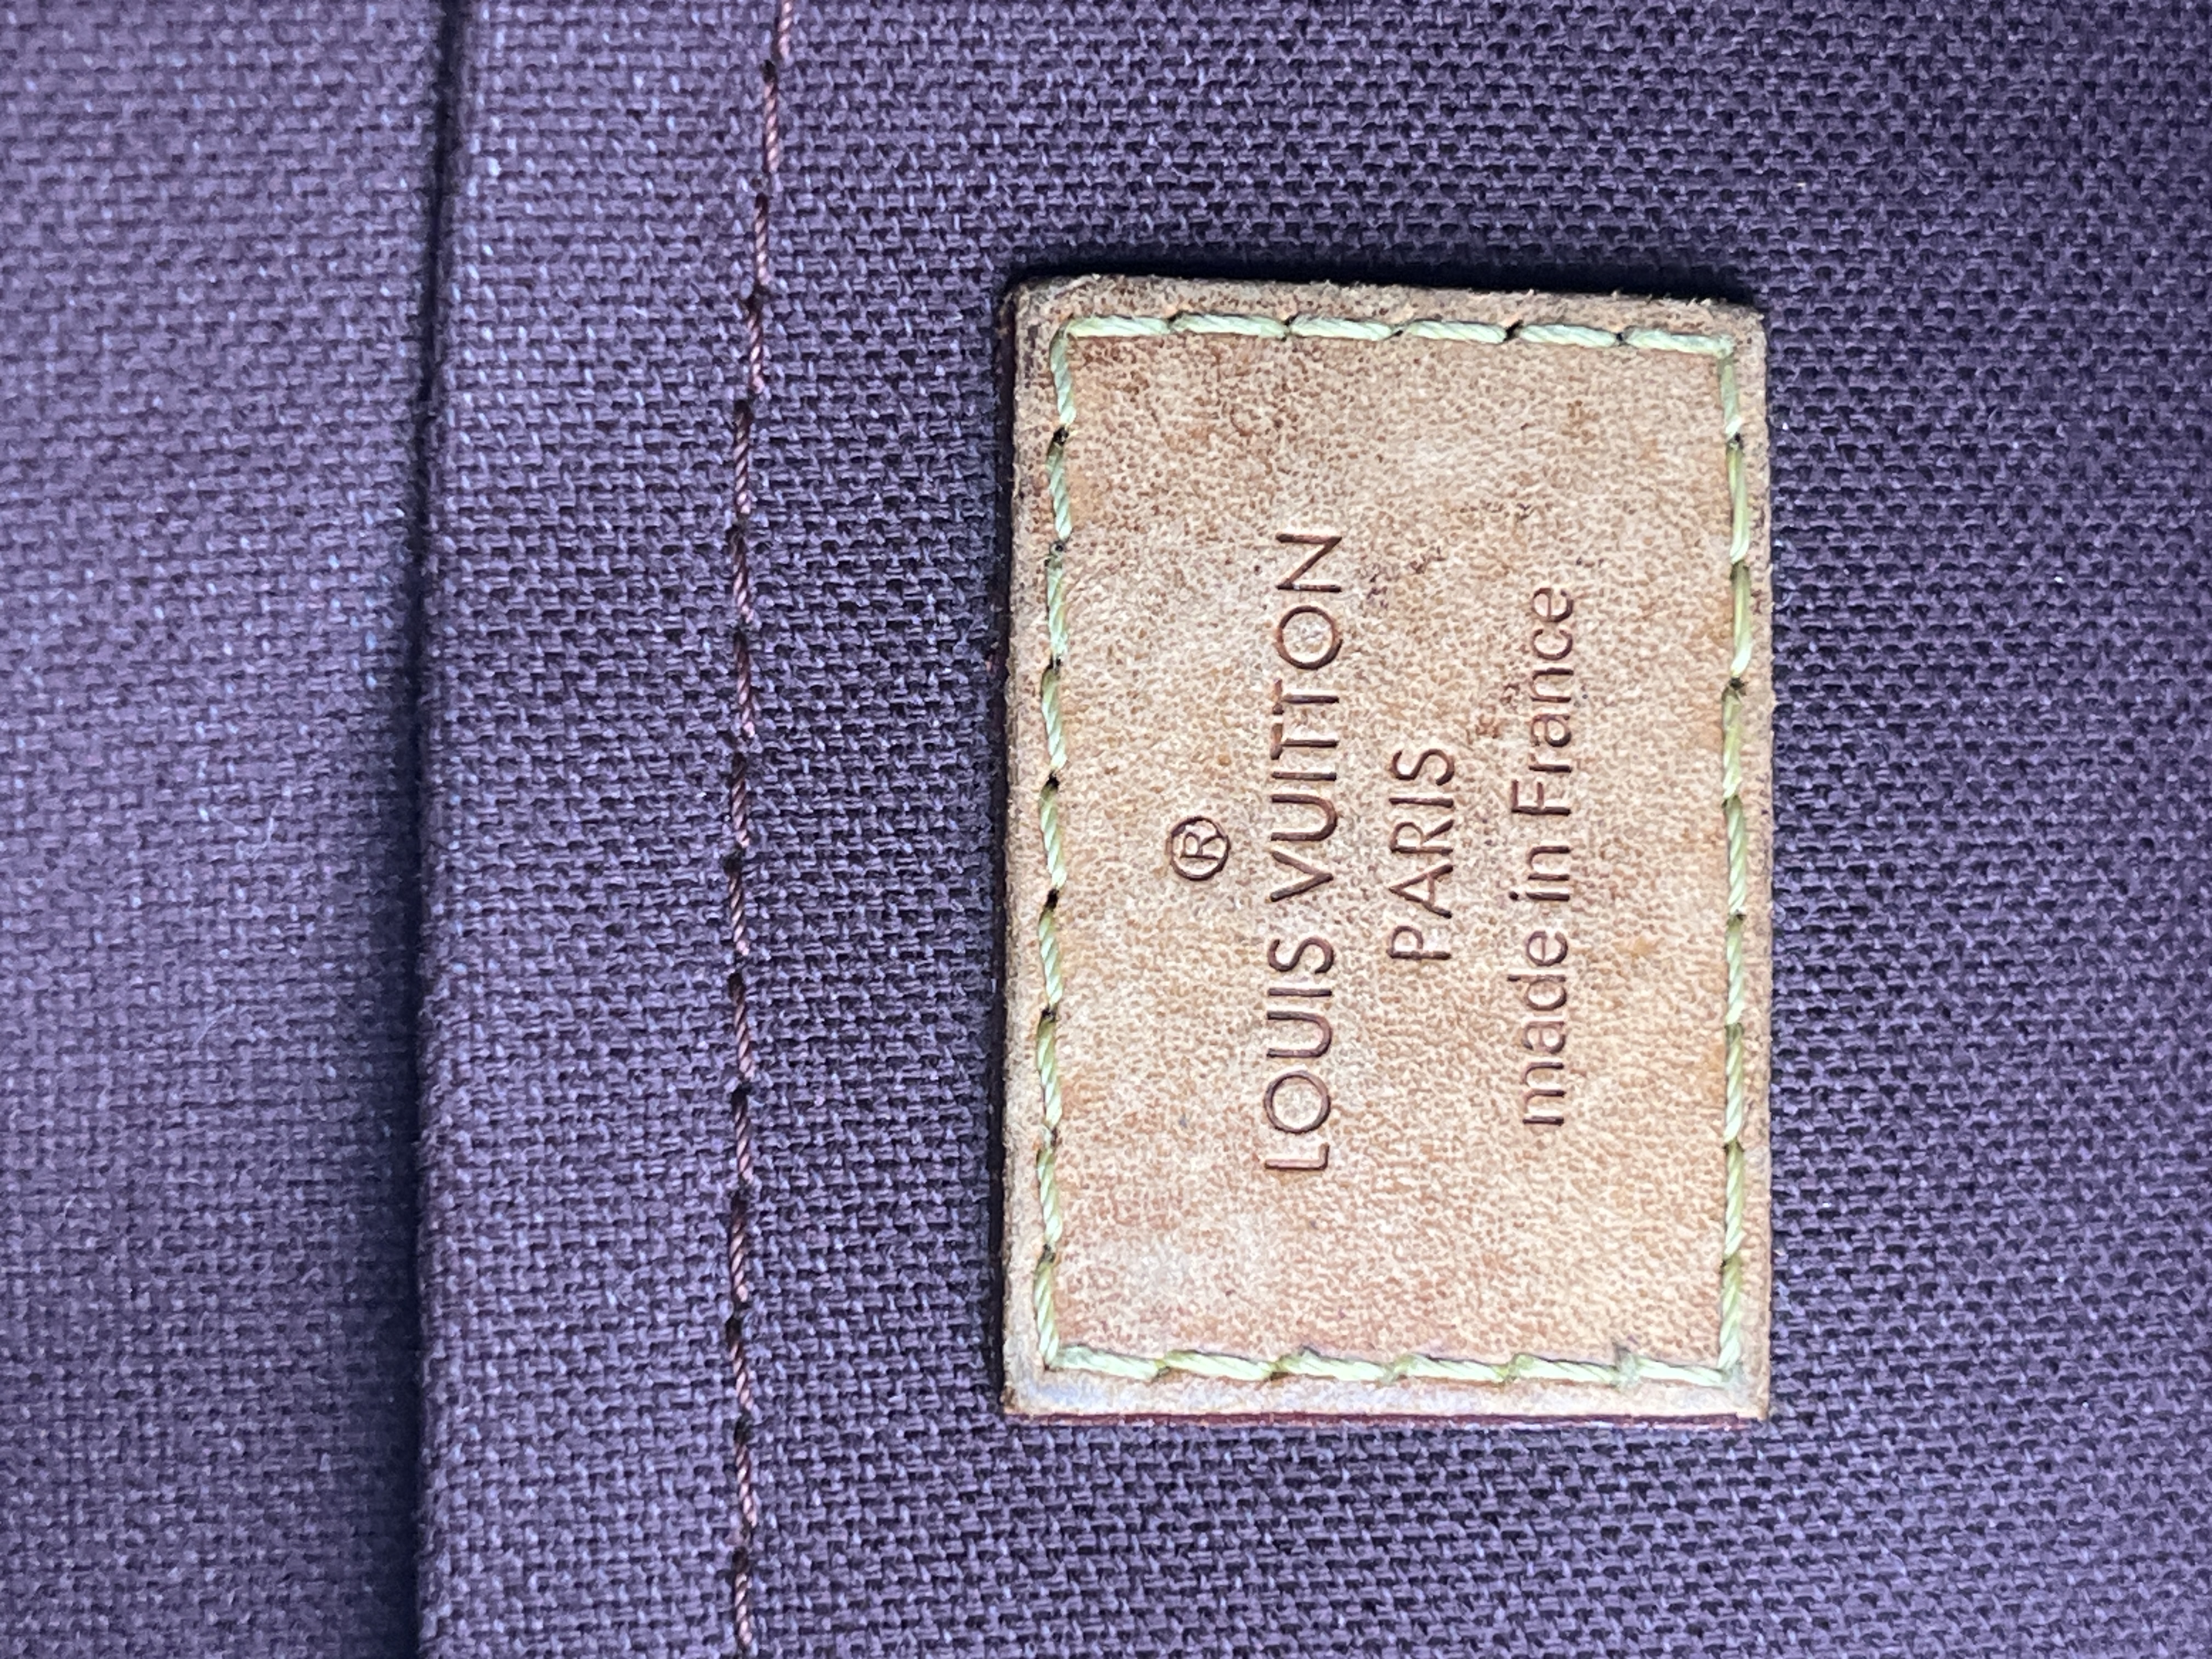 ®
LOUIS VUITTON
PARIS
made in France